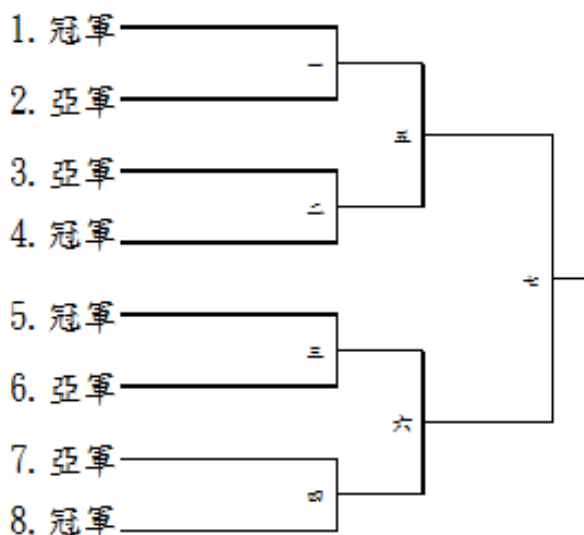 1. 冠軍
一
2. 亞軍
五
3. 亞軍
二
4. 冠軍
七
5. 冠軍
三
6. 亞軍
六
7. 亞軍
四
8. 冠軍